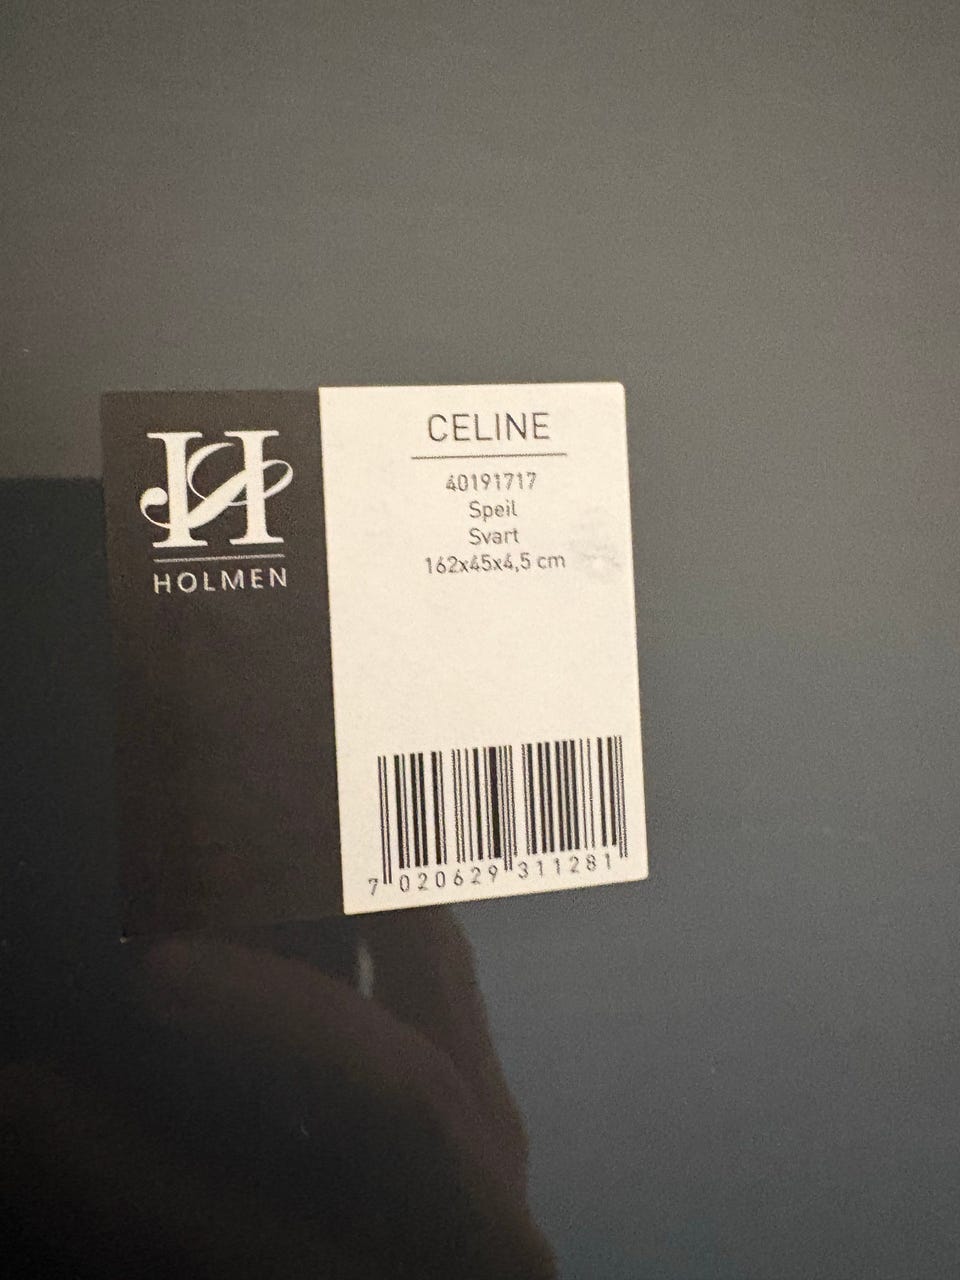 HOLMEN
CELINE
40191717
Speil
Svart
162x45x4,5 cm
7 020629 311281